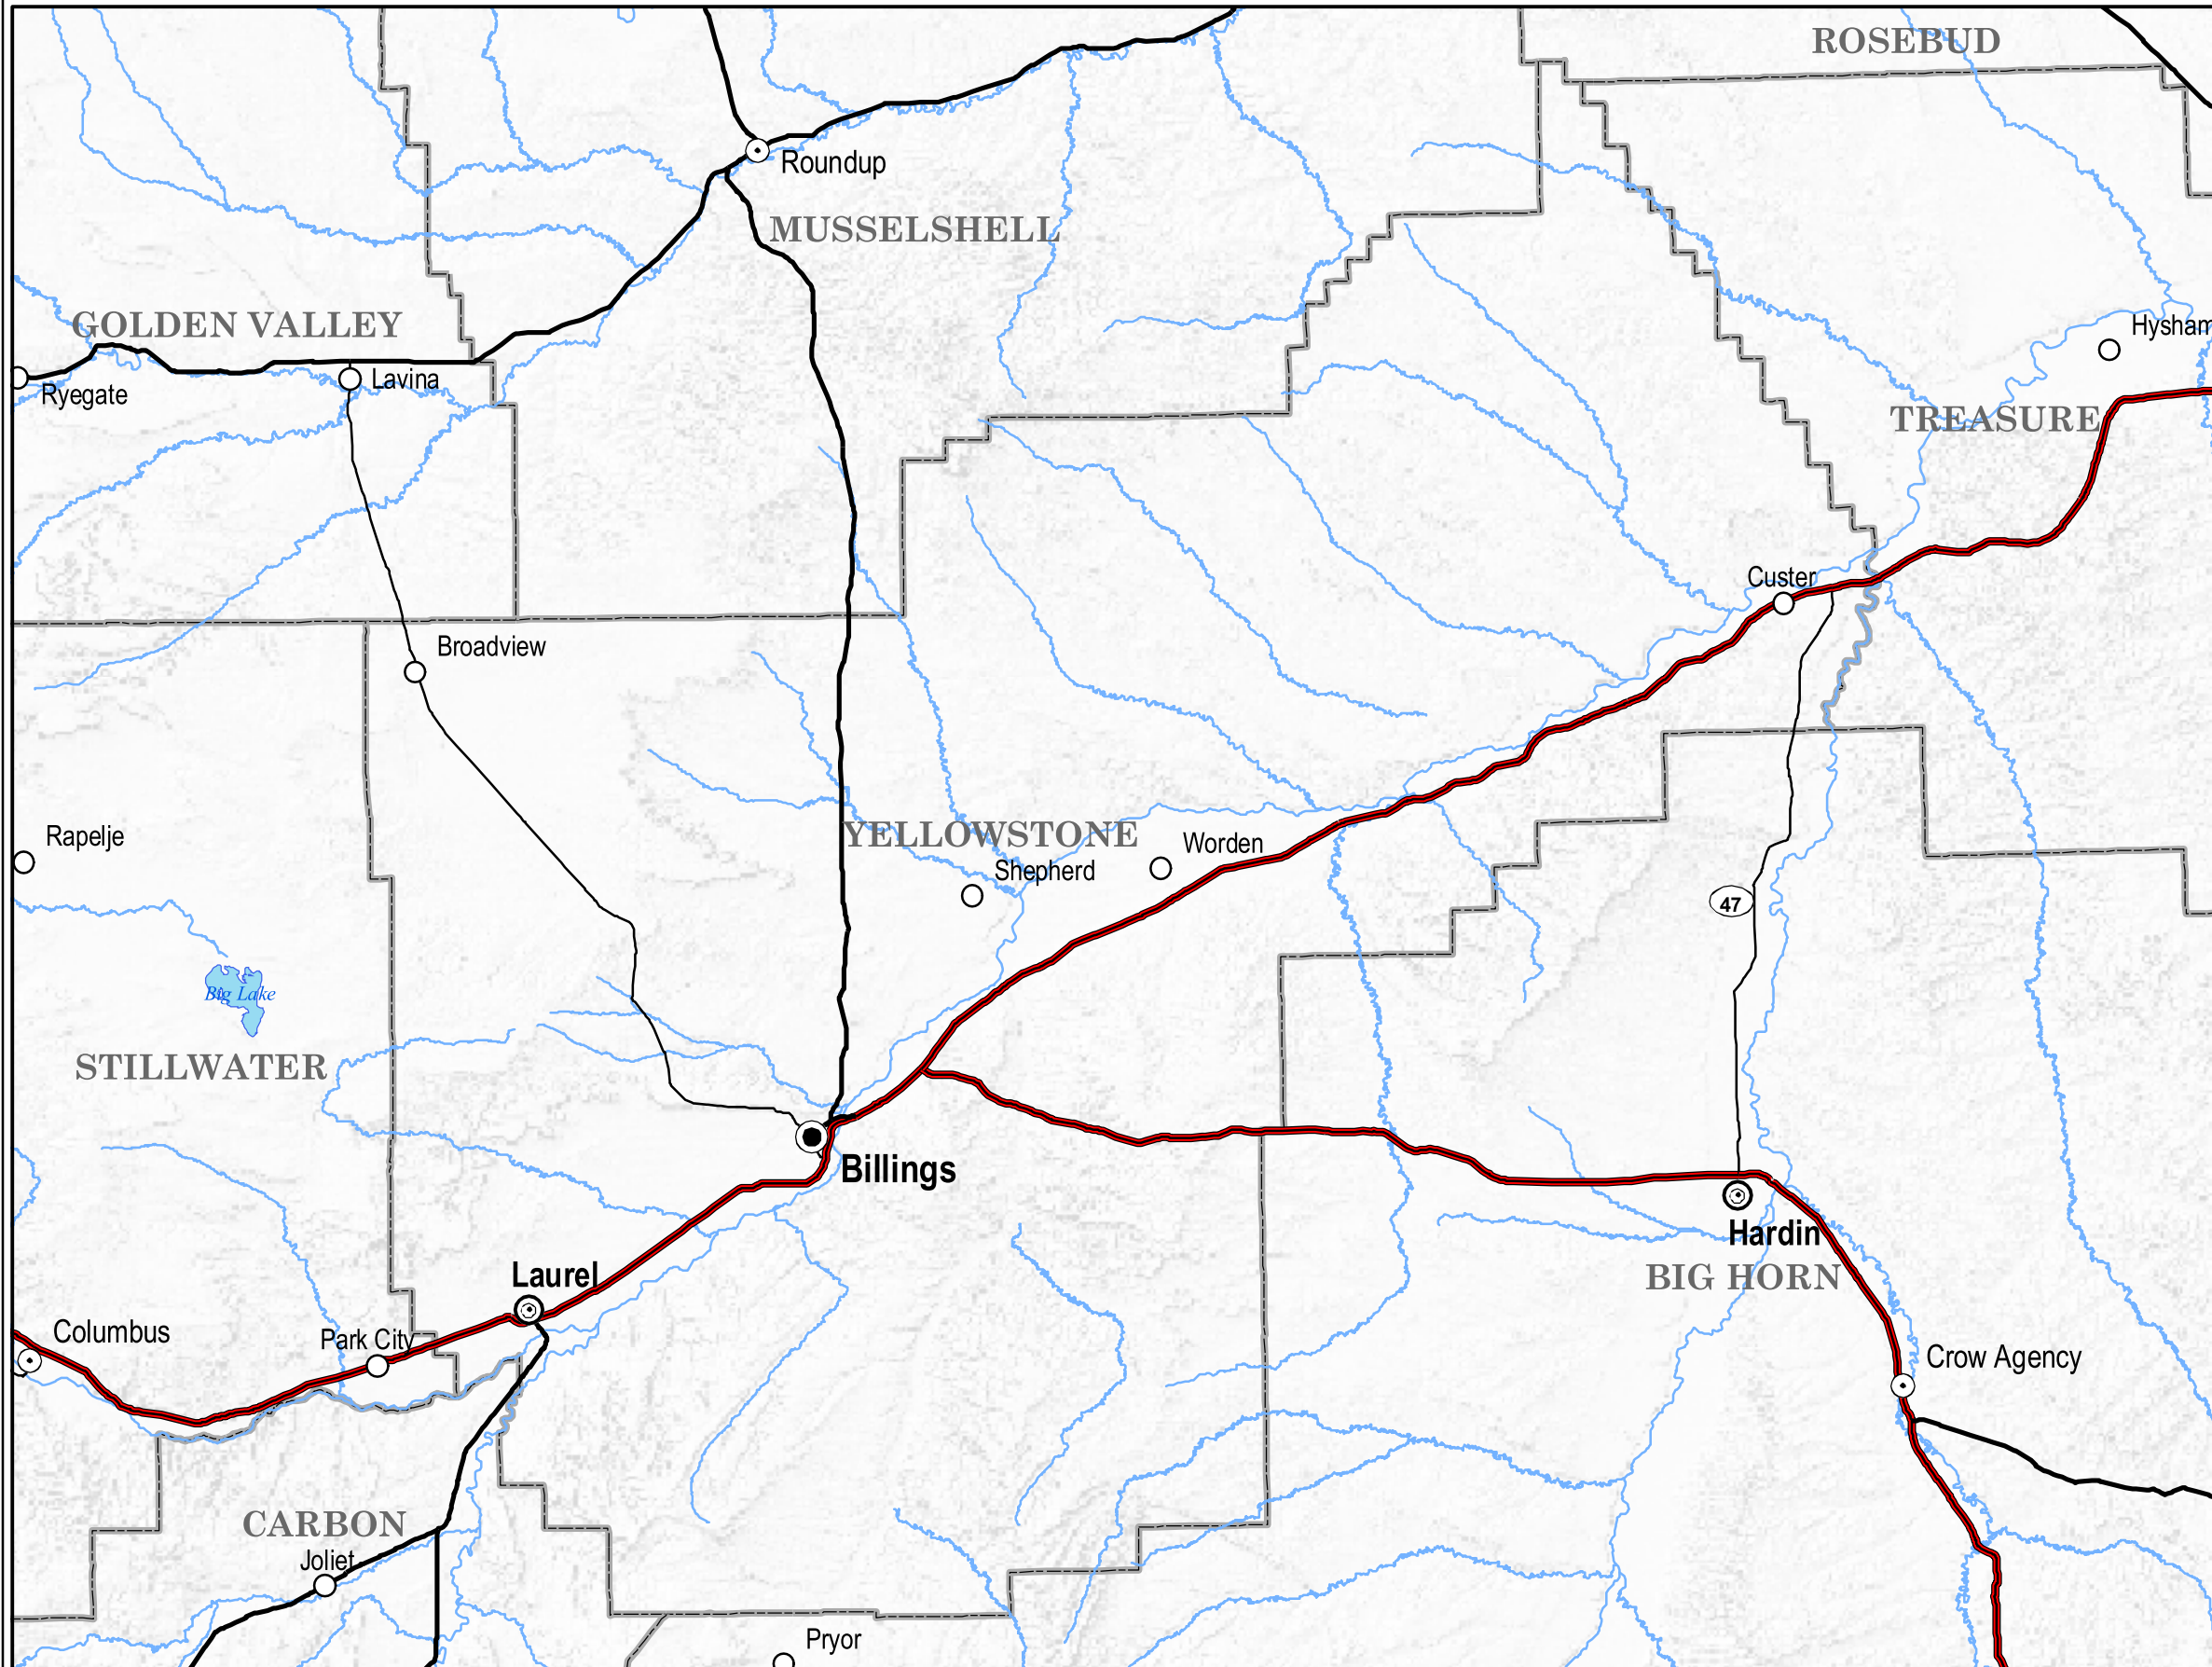 ROSEBUD
Roundup
MUSSELSHELL
GOLDEN VALLEY
Hysham
Lavina
Ryegate
TREASURE
Custer
Broadview
Rapelje
YELLOWSTONE
Worden
Shepherd
47
Big Lake
STILLWATER
Billings
Hardin
Laurel
BIG HORN
Columbus
Park City
Crow Agency
CARBON
Joliet
Pryor